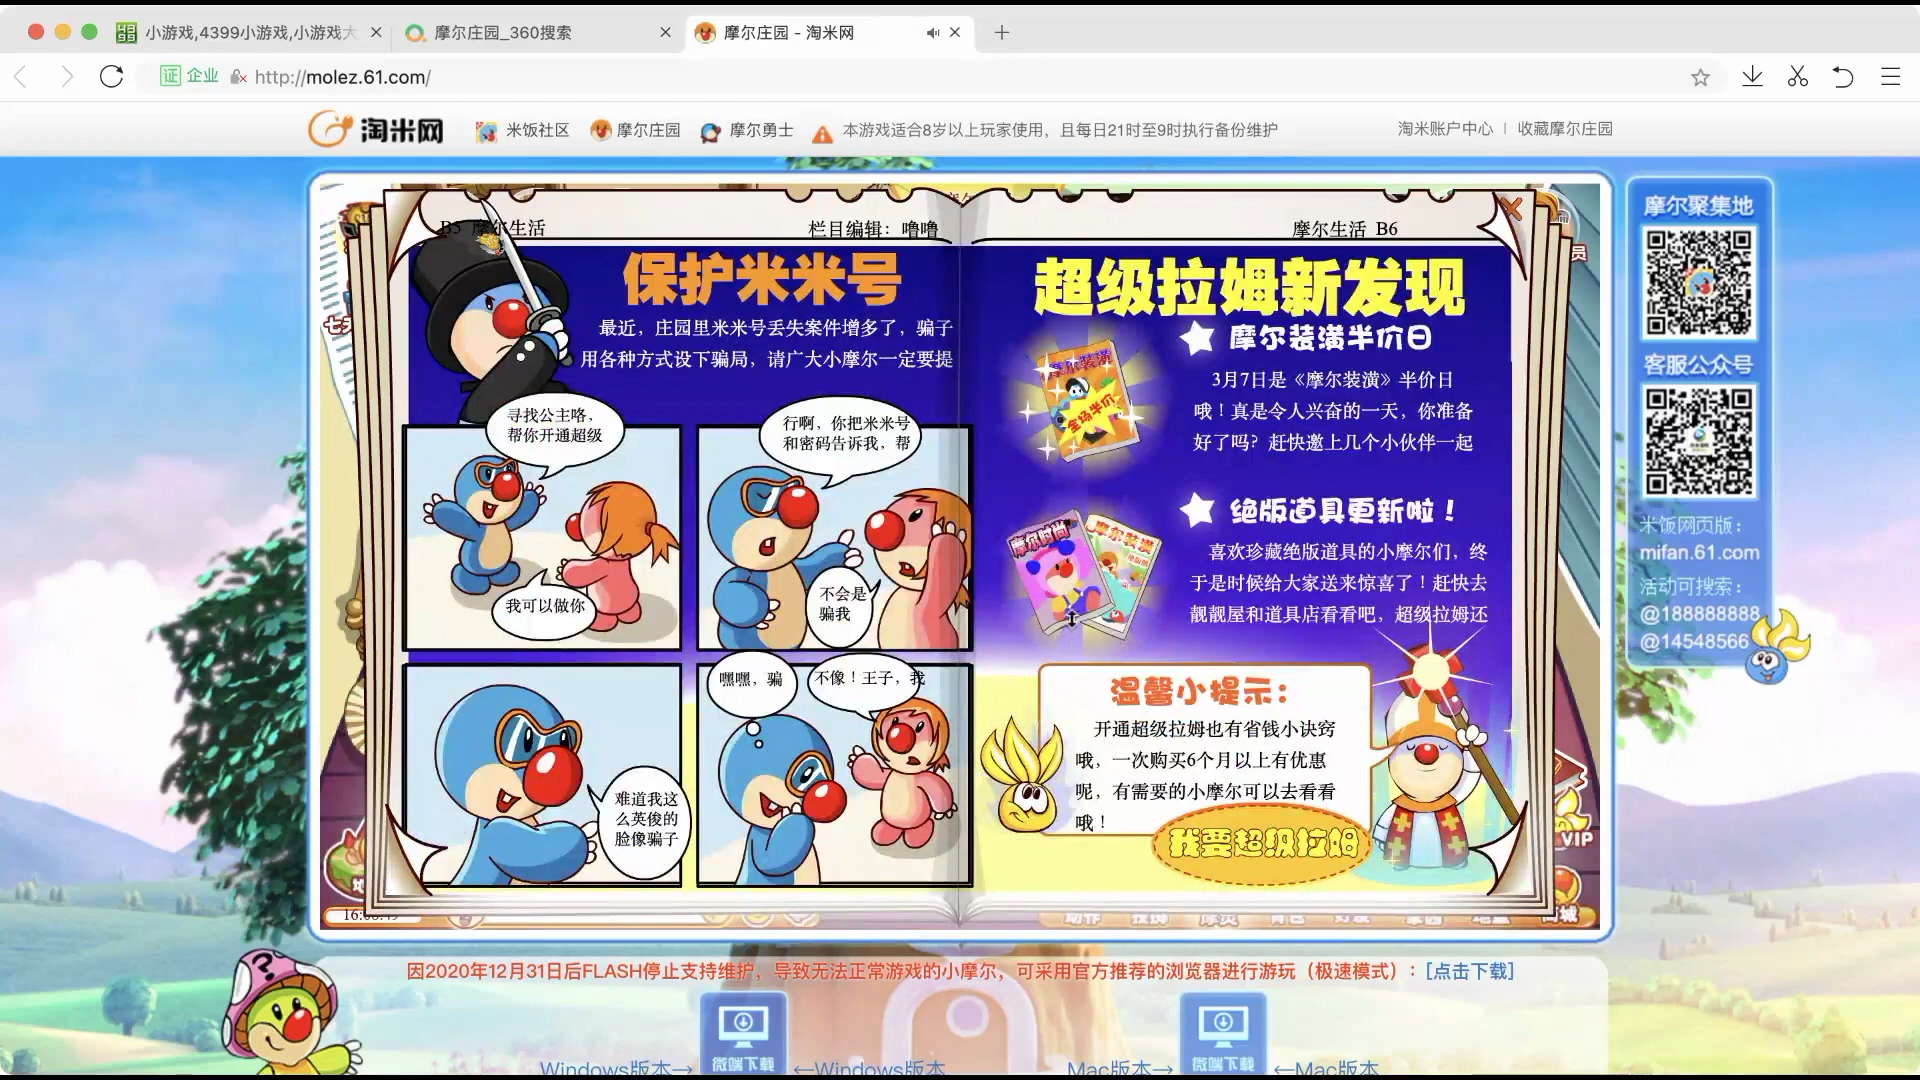 小游戏,4399小游戏,小游戏大
摩尔庄园_360搜索
摩尔庄园 - 淘米网
证 企业
http://molez.61.com/
淘米网
米饭社区
摩尔庄园
摩尔勇士
本游戏适合8岁以上玩家使用，且每日21时至9时执行备份维护
淘米账户中心 | 收藏摩尔庄园
B5 摩尔生活
栏目编辑：噜噜
保护米米号
最近，庄园里米米号丢失案件增多了，骗子
用各种方式设下骗局，请广大小摩尔一定要提
寻找公主咯，
帮你开通超级
我可以做你
行啊，你把米米号
和密码告诉我，帮
不会是
骗我
难道我这
么英俊的
脸像骗子
嘿嘿，骗
不像！王子，我
摩尔生活 B6
超级拉姆新发现
摩尔装潢半价日
摩尔装潢
全场半价
3月7日是《摩尔装潢》半价日
哦！真是令人兴奋的一天，你准备
好了吗？赶快邀上几个小伙伴一起
绝版道具更新啦！
摩尔时尚
摩尔装潢
喜欢珍藏绝版道具的小摩尔们，终
于是时候给大家送来惊喜了！赶快去
靓靓屋和道具店看看吧，超级拉姆还
温馨小提示：
开通超级拉姆也有省钱小诀窍
哦，一次购买6个月以上有优惠
呢，有需要的小摩尔可以去看看
哦！
我要超级拉姆
VIP
摩尔聚集地
客服公众号
米饭网页版：
mifan.61.com
活动可搜索：
@188888888
@14548566
因2020年12月31日后FLASH停止支持维护，导致无法正常游戏的小摩尔，可采用官方推荐的浏览器进行游玩（极速模式）：[点击下载]
微端下载
微端下载
Windows版本→
←Windows版本
Mac版本→
←Mac版本